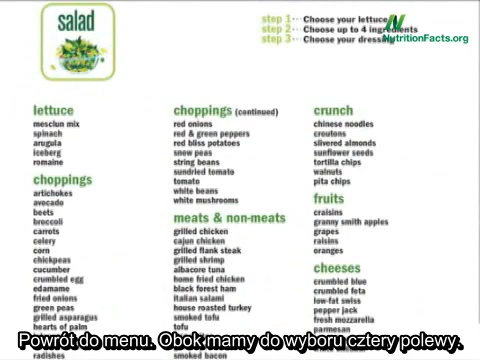 salad
step 1 Choose your lettuce
step 2 Choose up to 4 ingredients
step 3 Choose your dressing
NutritionFacts.org
lettuce
mesclun mix
spinach
arugula
iceberg
romaine
choppings
artichokes
avocado
beets
broccoli
carrots
celery
corn
chickpeas
cucumber
crumbled egg
edamame
fried onions
green peas
grilled asparagus
hearts of palm
radishes
choppings (continued)
red onions
red & green peppers
red bliss potatoes
snow peas
string beans
sundried tomato
tomato
white beans
white mushrooms
meats & non-meats
grilled chicken
cajun chicken
grilled flank steak
grilled shrimp
albacore tuna
home fried chicken
black forest ham
italian salami
house roasted turkey
smoked tofu
tofu
smoked bacon
crunch
chinese noodles
croutons
slivered almonds
sunflower seeds
tortilla chips
walnuts
pita chips
fruits
craisins
granny smith apples
grapes
raisins
oranges
cheeses
crumbled blue
crumbled feta
low-fat swiss
pepper jack
fresh mozzarella
parmesan
Powrót do menu. Obok mamy do wyboru cztery polewy.